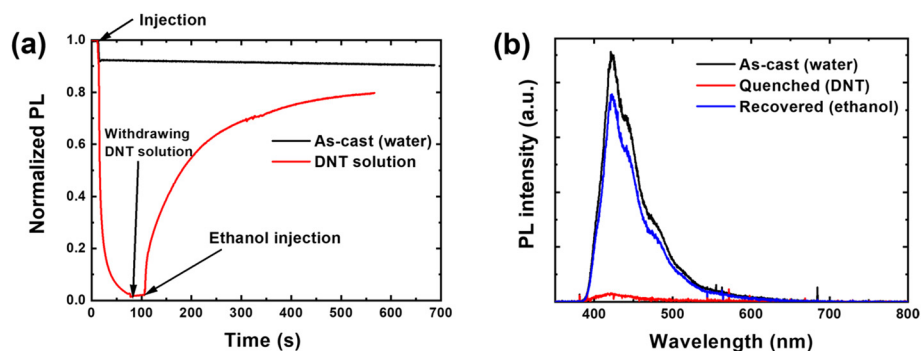 (a)
Injection
1.0
0.8
0.6
0.4
0.2
0.0
Normalized PL
Withdrawing
DNT solution
As-cast (water)
DNT solution
Ethanol injection
0 100 200 300 400 500 600 700
Time (s)
(b)
As-cast (water)
Quenched (DNT)
Recovered (ethanol)
PL intensity (a.u.)
400 500 600 700 800
Wavelength (nm)